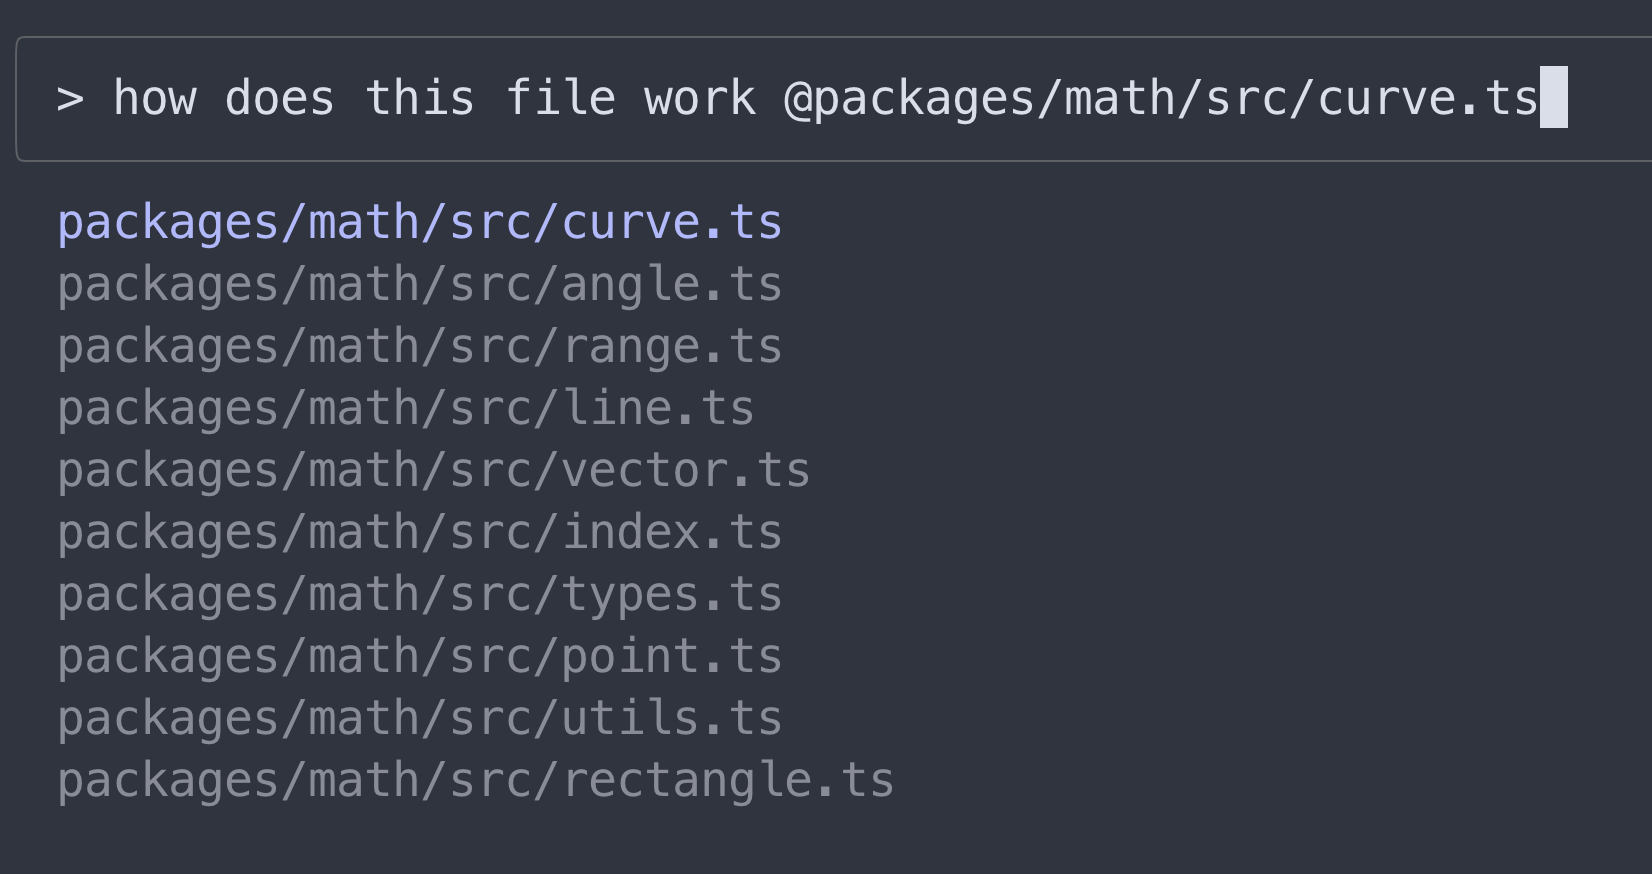 > how does this file work @packages/math/src/curve.ts
packages/math/src/curve.ts
packages/math/src/angle.ts
packages/math/src/range.ts
packages/math/src/line.ts
packages/math/src/vector.ts
packages/math/src/index.ts
packages/math/src/types.ts
packages/math/src/point.ts
packages/math/src/utils.ts
packages/math/src/rectangle.ts